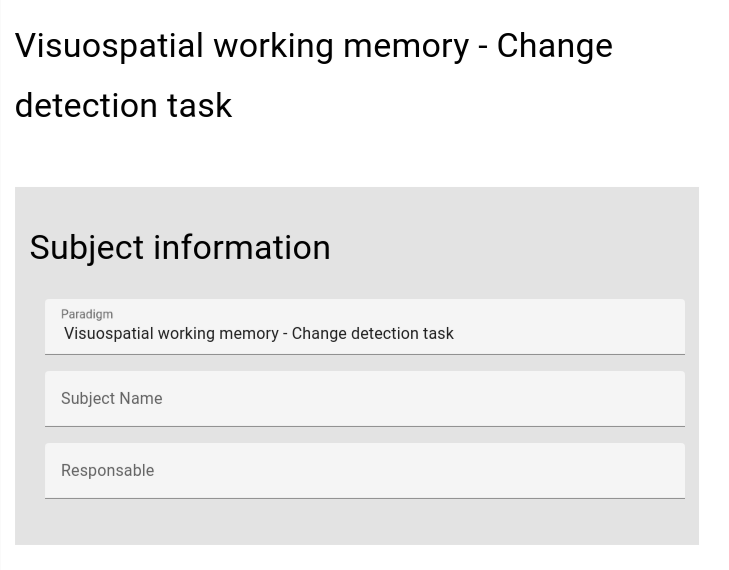 Visuospatial working memory - Change
detection task
Subject information
Paradigm
Visuospatial working memory - Change detection task
Subject Name
Responsable